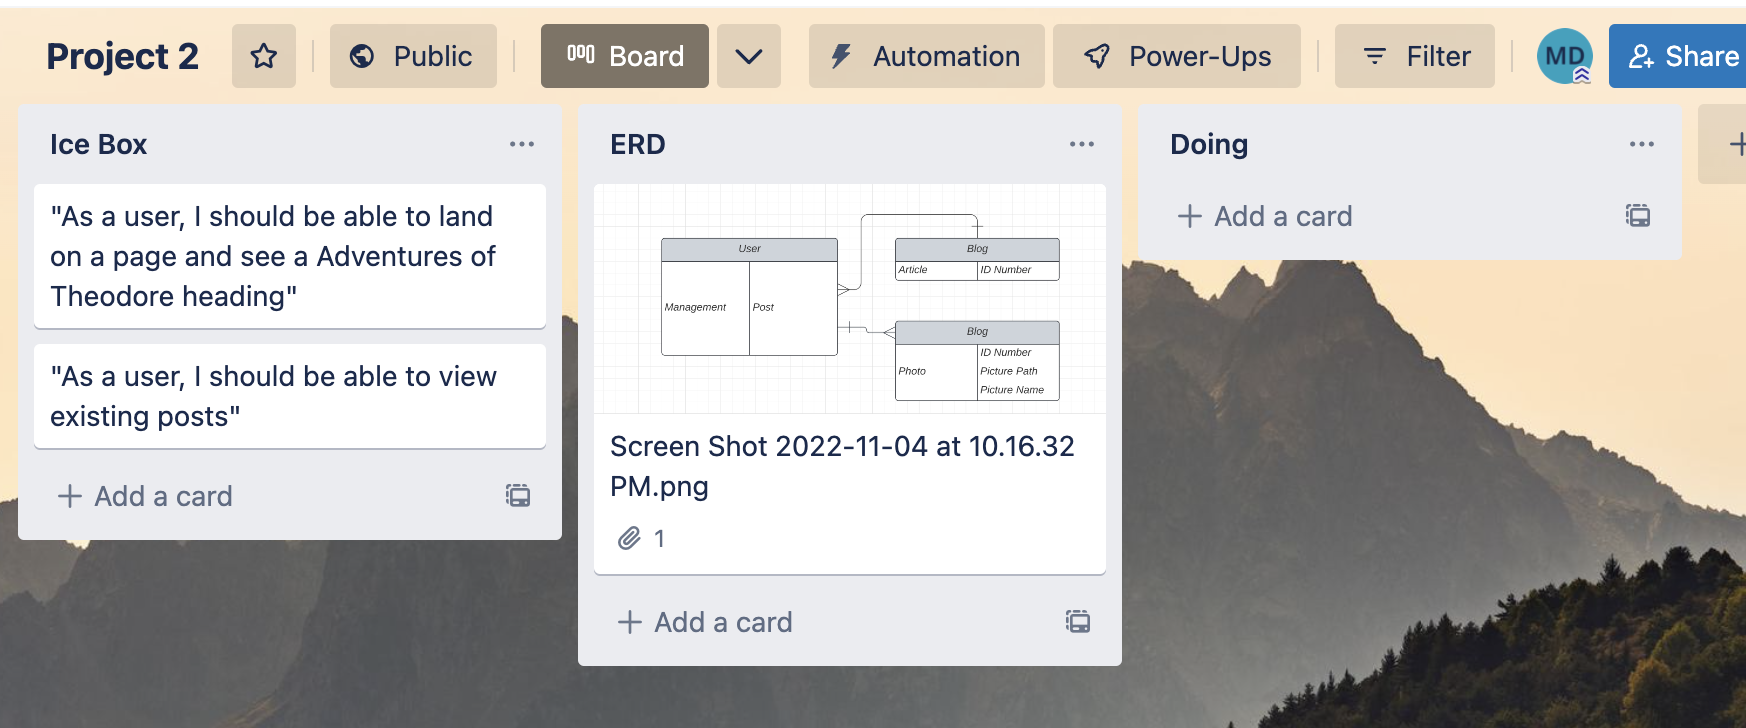 Project 2
Public
Board
Automation
Power-Ups
Filter
MD
Share
Ice Box
"As a user, I should be able to land
on a page and see a Adventures of
Theodore heading"
"As a user, I should be able to view
existing posts"
Add a card
ERD
User
Management
Post
Blog
Article
ID Number
Blog
Photo
ID Number
Picture Path
Picture Name
Screen Shot 2022-11-04 at 10.16.32
PM.png
1
Add a card
Doing
Add a card